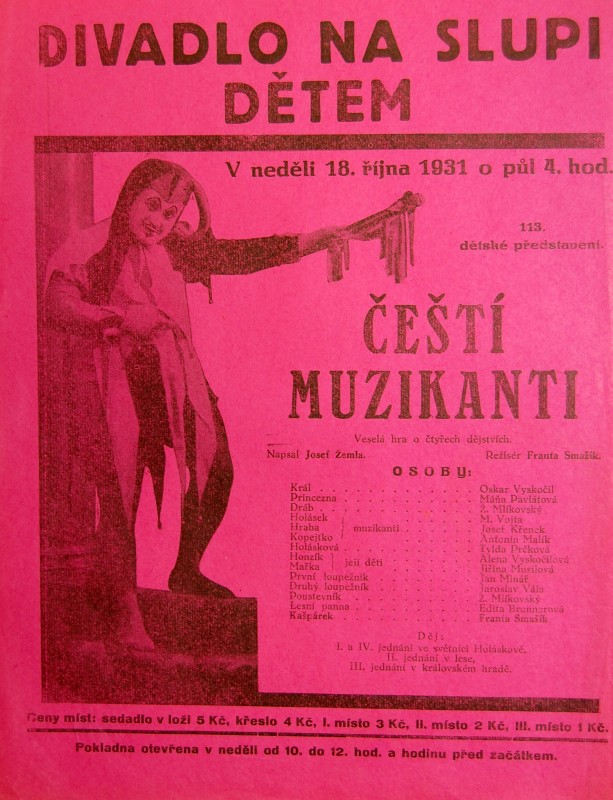 DIVADLO NA SLUPI
DĚTEM
V neděli 18. října 1931 o půl 4. hod.
113.
dětské představení.
ČEŠTÍ
MUZIKANTI
Veselá hra o čtyřech dějstvích.
Napsal Josef Žemla. Režisér Franta Smažík.
OSOBY:
Král . . . Oskar Vyskočil
Princezna . . . Máňa Pavlátová
Dráb . . . Ž. Mlíkovský
Holásek . . . M. Vojta
Hraba } muzikanti . . . Josef Křenek
Kopejtko . . . Antonín Malík
Holásková . . . Tylda Prčková
Honzík } její děti . . . Alena Vyskočilová
Mařka . . . Jiřina Musilová
První loupežník . . . Jan Minář
Druhý loupežník . . . Jaroslav Vála
Poustevník . . . Ž. Mlíkovský
Lesní panna . . . Edita Brunnerová
Kašpárek . . . Franta Smažík
Děj:
I. a IV. jednání ve světnici Holáskově,
II. jednání v lese,
III. jednání v královském hradě.
Ceny míst: sedadlo v loži 5 Kč, křeslo 4 Kč, I. místo 3 Kč, II. místo 2 Kč, III. místo 1 Kč.
Pokladna otevřena v neděli od 10. do 12. hod. a hodinu před začátkem.